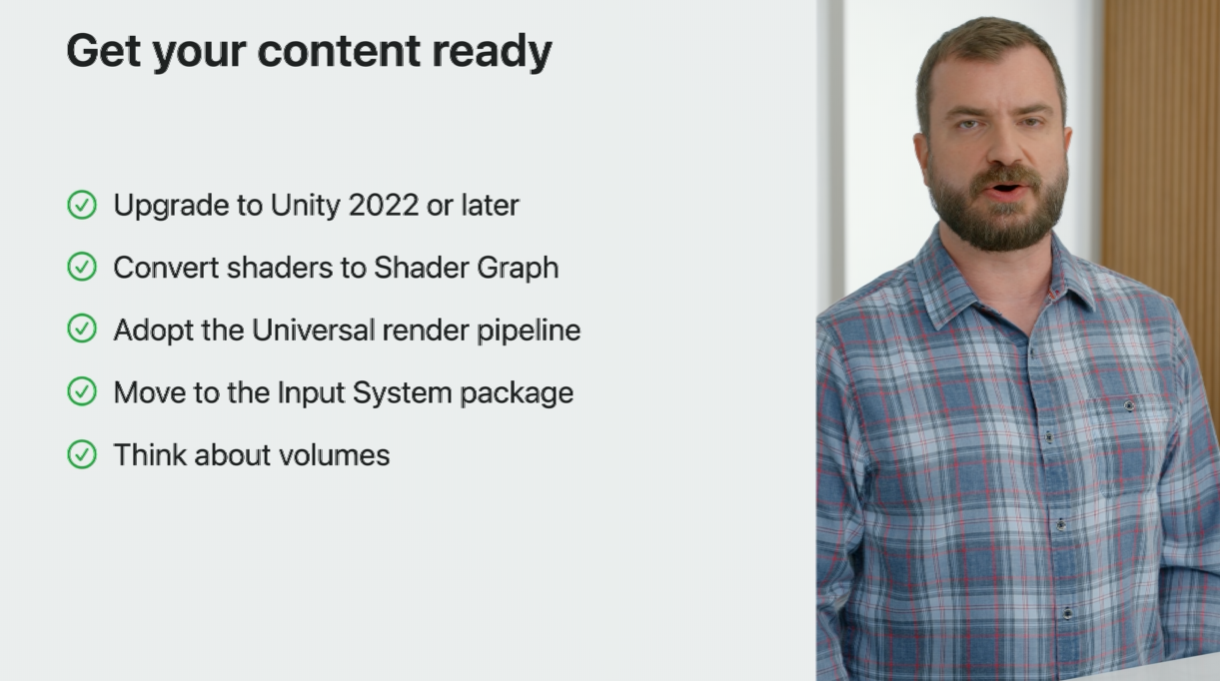 Get your content ready
Upgrade to Unity 2022 or later
Convert shaders to Shader Graph
Adopt the Universal render pipeline
Move to the Input System package
Think about volumes